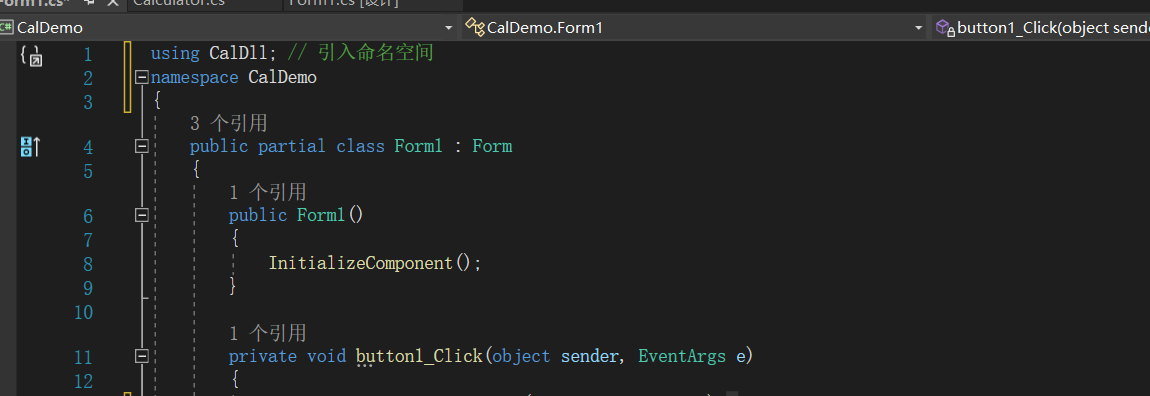 Form1.cs*
Calculator.cs
Form1.cs [设计]
CalDemo
CalDemo.Form1
button1_Click(object sende
1 using CalDll; // 引入命名空间
2 namespace CalDemo
3 {
3 个引用
4 public partial class Form1 : Form
5 {
1 个引用
6 public Form1()
7 {
8 InitializeComponent();
9 }
10
1 个引用
11 private void button1_Click(object sender, EventArgs e)
12 {